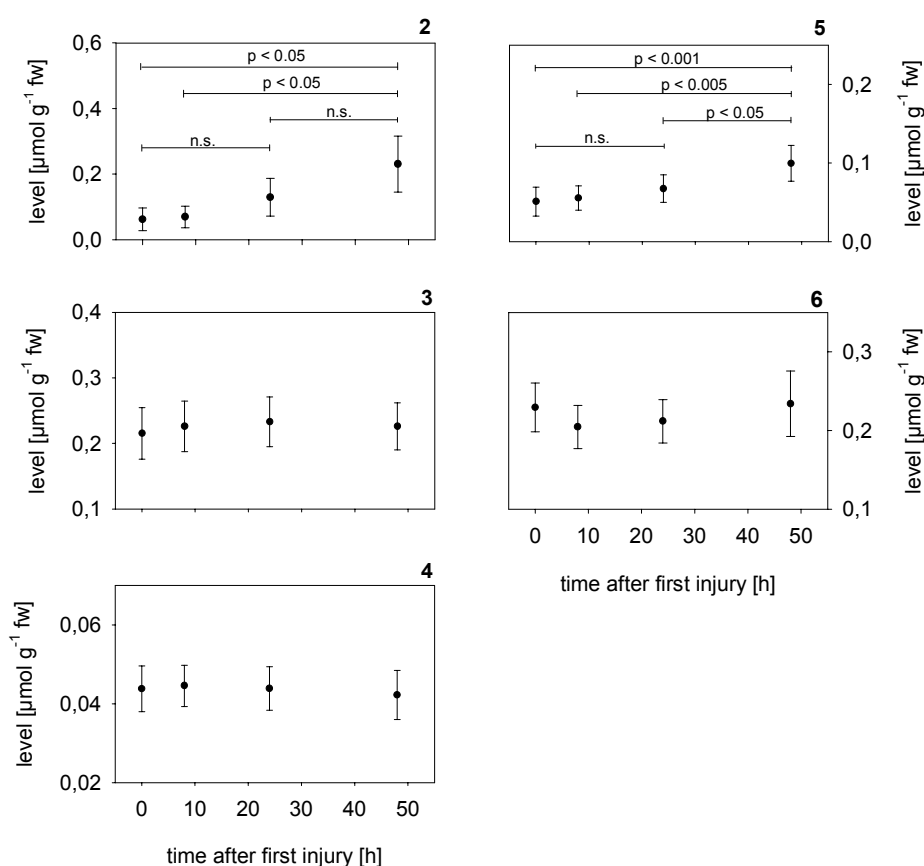 2
0,6
0,4
0,2
0,0
level [µmol g⁻¹ fw]
p < 0.05
p < 0.05
n.s.
n.s.
5
0,2
0,1
0,0
level [µmol g⁻¹ fw]
p < 0.001
p < 0.005
p < 0.05
n.s.
3
0,4
0,3
0,2
0,1
level [µmol g⁻¹ fw]
6
0,3
0,2
0,1
level [µmol g⁻¹ fw]
0 10 20 30 40 50
time after first injury [h]
4
0,06
0,04
0,02
level [µmol g⁻¹ fw]
0 10 20 30 40 50
time after first injury [h]